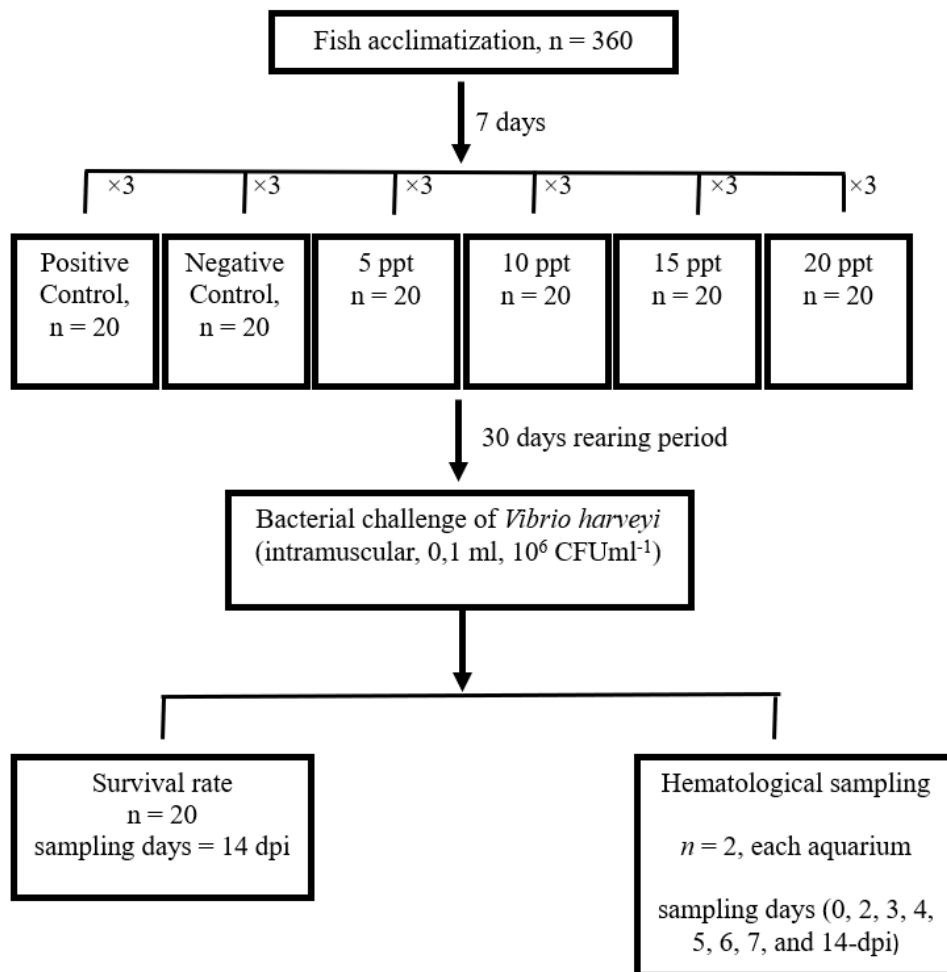 Fish acclimatization, n = 360
7 days
×3
×3
×3
×3
×3
×3
Positive
Control,
n = 20
Negative
Control,
n = 20
5 ppt
n = 20
10 ppt
n = 20
15 ppt
n = 20
20 ppt
n = 20
30 days rearing period
Bacterial challenge of Vibrio harveyi
(intramuscular, 0,1 ml, 10⁶ CFUml⁻¹)
Survival rate
n = 20
sampling days = 14 dpi
Hematological sampling
n = 2, each aquarium
sampling days (0, 2, 3, 4,
5, 6, 7, and 14-dpi)